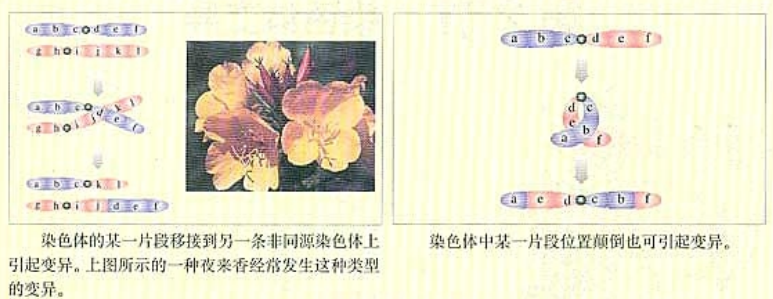 a b c d e f
g h i j k l
a b c j k l
g h i d e f
a b c k l
g h i j d e f
染色体的某一片段移接到另一条非同源染色体上
引起变异。上图所示的一种夜来香经常发生这种类型
的变异。
a b c d e f
d c
e b
a f
a e d c b f
染色体中某一片段位置颠倒也可引起变异。